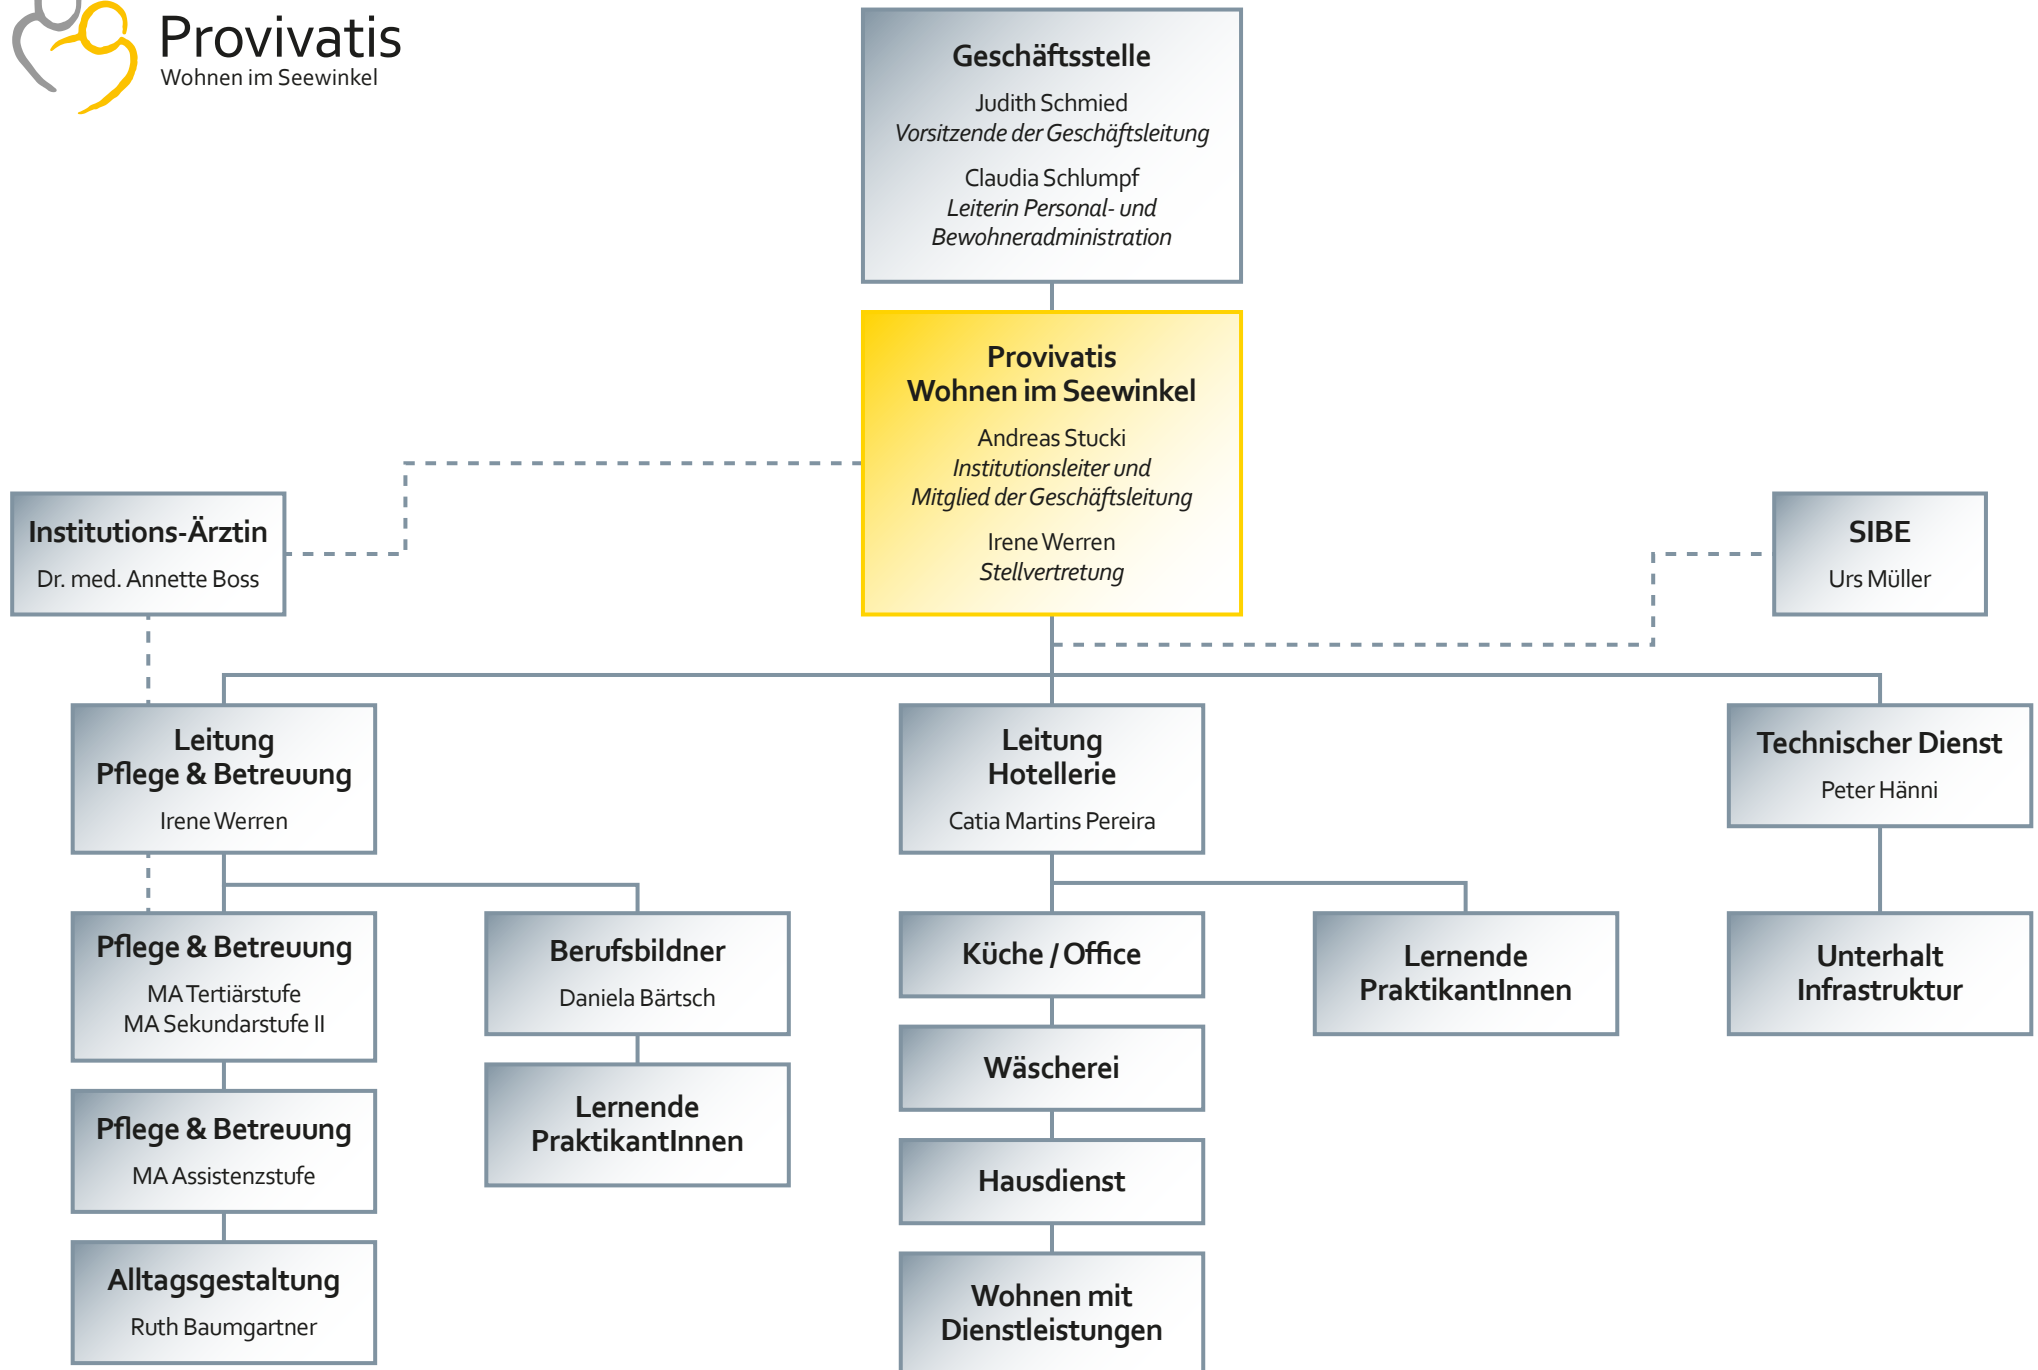 Provivatis
Wohnen im Seewinkel
Geschäftsstelle
Judith Schmied
Vorsitzende der Geschäftsleitung
Claudia Schlumpf
Leiterin Personal- und
Bewohneradministration
Provivatis
Wohnen im Seewinkel
Andreas Stucki
Institutionsleiter und
Mitglied der Geschäftsleitung
Irene Werren
Stellvertretung
Institutions-Ärztin
Dr. med. Annette Boss
SIBE
Urs Müller
Leitung
Pflege & Betreuung
Irene Werren
Leitung
Hotellerie
Catia Martins Pereira
Technischer Dienst
Peter Hänni
Pflege & Betreuung
MA Tertiärstufe
MA Sekundarstufe II
Berufsbildner
Daniela Bärtsch
Küche / Office
Lernende
PraktikantInnen
Unterhalt
Infrastruktur
Wäscherei
Pflege & Betreuung
MA Assistenzstufe
Lernende
PraktikantInnen
Hausdienst
Alltagsgestaltung
Ruth Baumgartner
Wohnen mit
Dienstleistungen